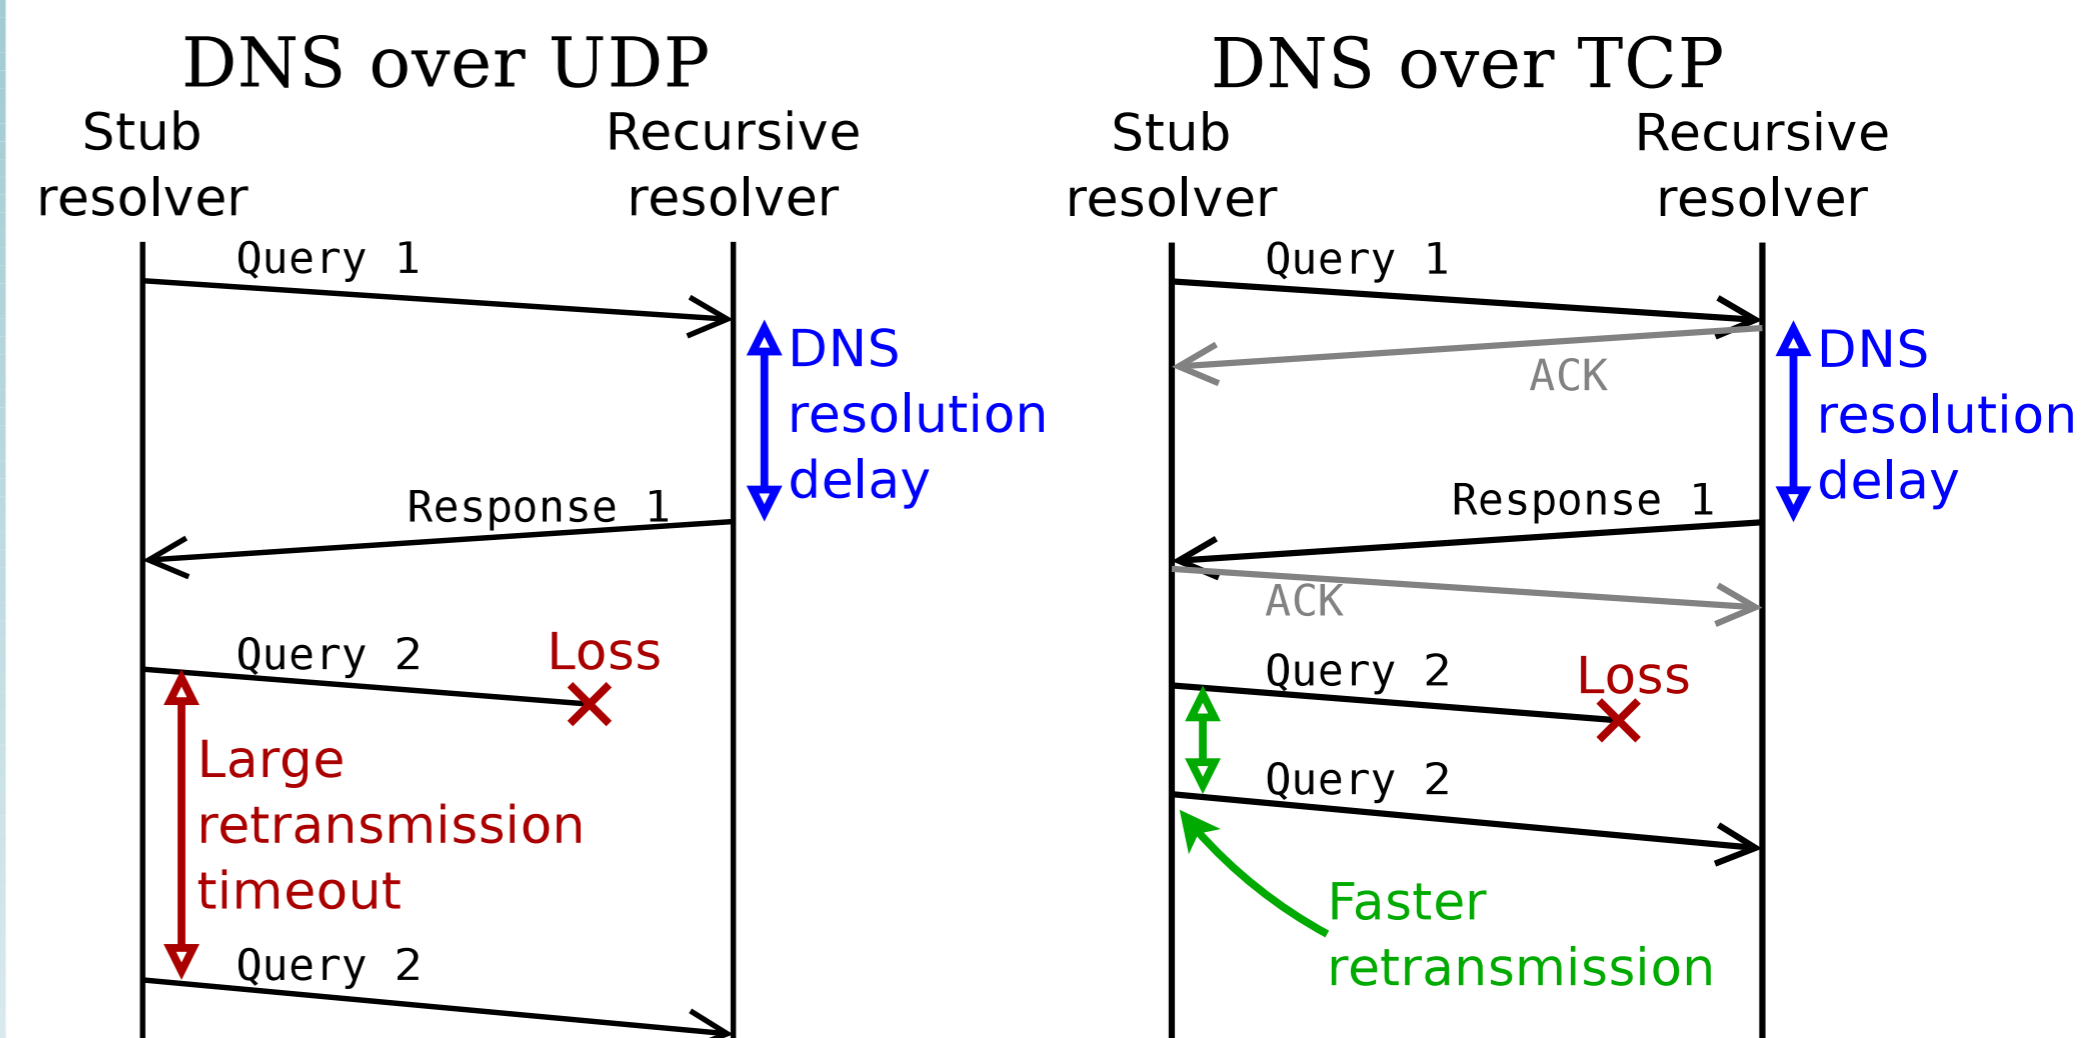 DNS over UDP
Stub
resolver
Recursive
resolver
Query 1
DNS
resolution
delay
Response 1
Query 2
Loss
Large
retransmission
timeout
Query 2
DNS over TCP
Stub
resolver
Recursive
resolver
Query 1
ACK
DNS
resolution
delay
Response 1
ACK
Query 2
Loss
Query 2
Faster
retransmission